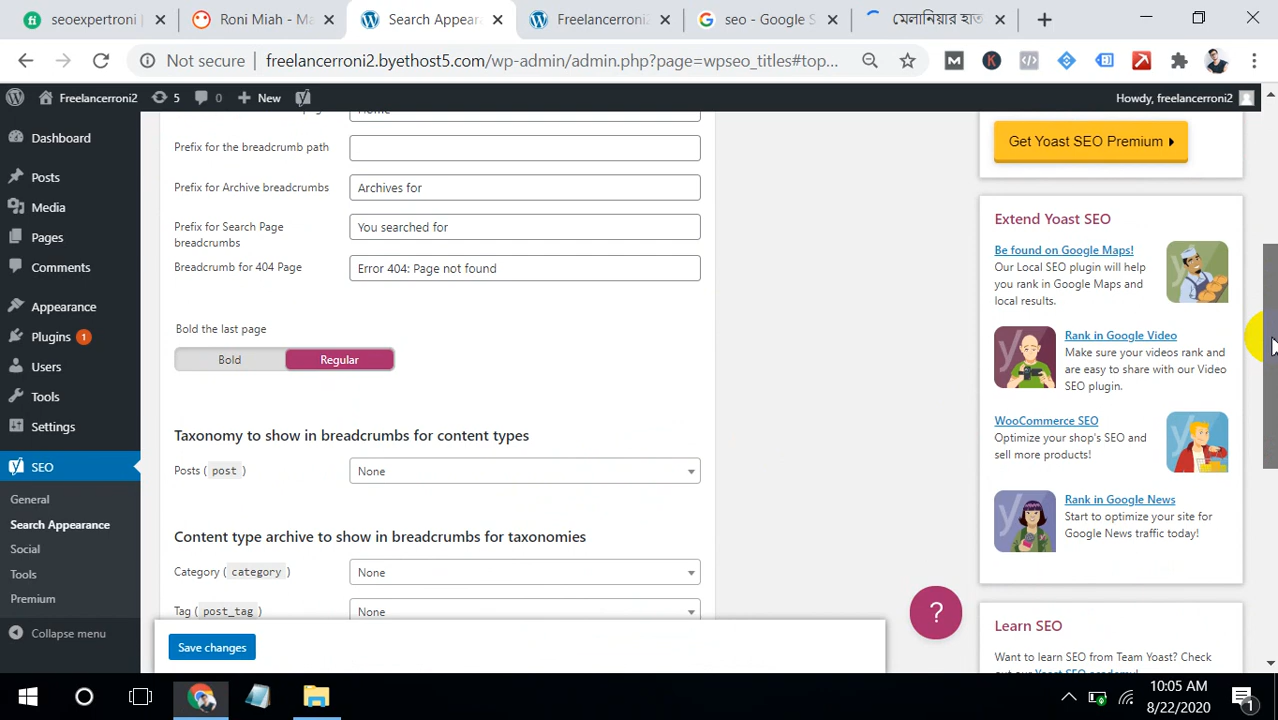 seoexpertroni
Roni Miah - Ma
Search Appear
Freelancerroni2
seo - Google S
মেলানিয়ার হাত
Not secure
freelancerroni2.byethost5.com/wp-admin/admin.php?page=wpseo_titles#top...
Freelancerroni2
5
0
New
Howdy, freelancerroni2
Dashboard
Posts
Media
Pages
Comments
Appearance
Plugins 1
Users
Tools
Settings
SEO
General
Search Appearance
Social
Tools
Premium
Collapse menu
Prefix for the breadcrumb path
Prefix for Archive breadcrumbs
Archives for
Prefix for Search Page
breadcrumbs
You searched for
Breadcrumb for 404 Page
Error 404: Page not found
Bold the last page
Bold
Regular
Taxonomy to show in breadcrumbs for content types
Posts ( post )
None
Content type archive to show in breadcrumbs for taxonomies
Category ( category )
None
Tag ( post_tag )
None
Save changes
Get Yoast SEO Premium
Extend Yoast SEO
Be found on Google Maps!
Our Local SEO plugin will help
you rank in Google Maps and
local results.
Rank in Google Video
Make sure your videos rank and
are easy to share with our Video
SEO plugin.
WooCommerce SEO
Optimize your shop's SEO and
sell more products!
Rank in Google News
Start to optimize your site for
Google News traffic today!
?
Learn SEO
Want to learn SEO from Team Yoast? Check
out our Yoast SEO academy!
10:05 AM
8/22/2020
1